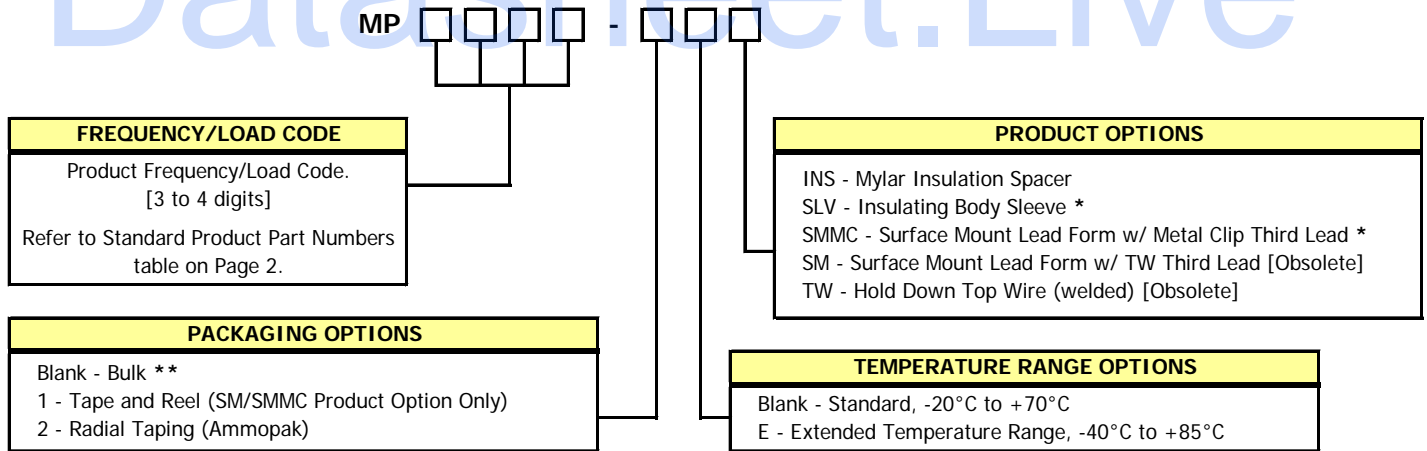 Datasheet.Live
MP -
FREQUENCY/LOAD CODE
Product Frequency/Load Code.
[3 to 4 digits]
Refer to Standard Product Part Numbers
table on Page 2.
PRODUCT OPTIONS
INS - Mylar Insulation Spacer
SLV - Insulating Body Sleeve *
SMMC - Surface Mount Lead Form w/ Metal Clip Third Lead *
SM - Surface Mount Lead Form w/ TW Third Lead [Obsolete]
TW - Hold Down Top Wire (welded) [Obsolete]
PACKAGING OPTIONS
Blank - Bulk **
1 - Tape and Reel (SM/SMMC Product Option Only)
2 - Radial Taping (Ammopak)
TEMPERATURE RANGE OPTIONS
Blank - Standard, -20°C to +70°C
E - Extended Temperature Range, -40°C to +85°C